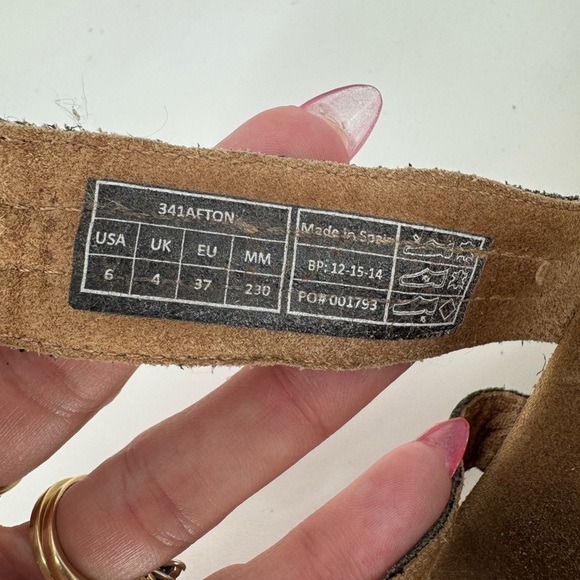 341AFTON
USA UK EU MM
6 4 37 230
Made in Spain
BP: 12-15-14
PO# 001793